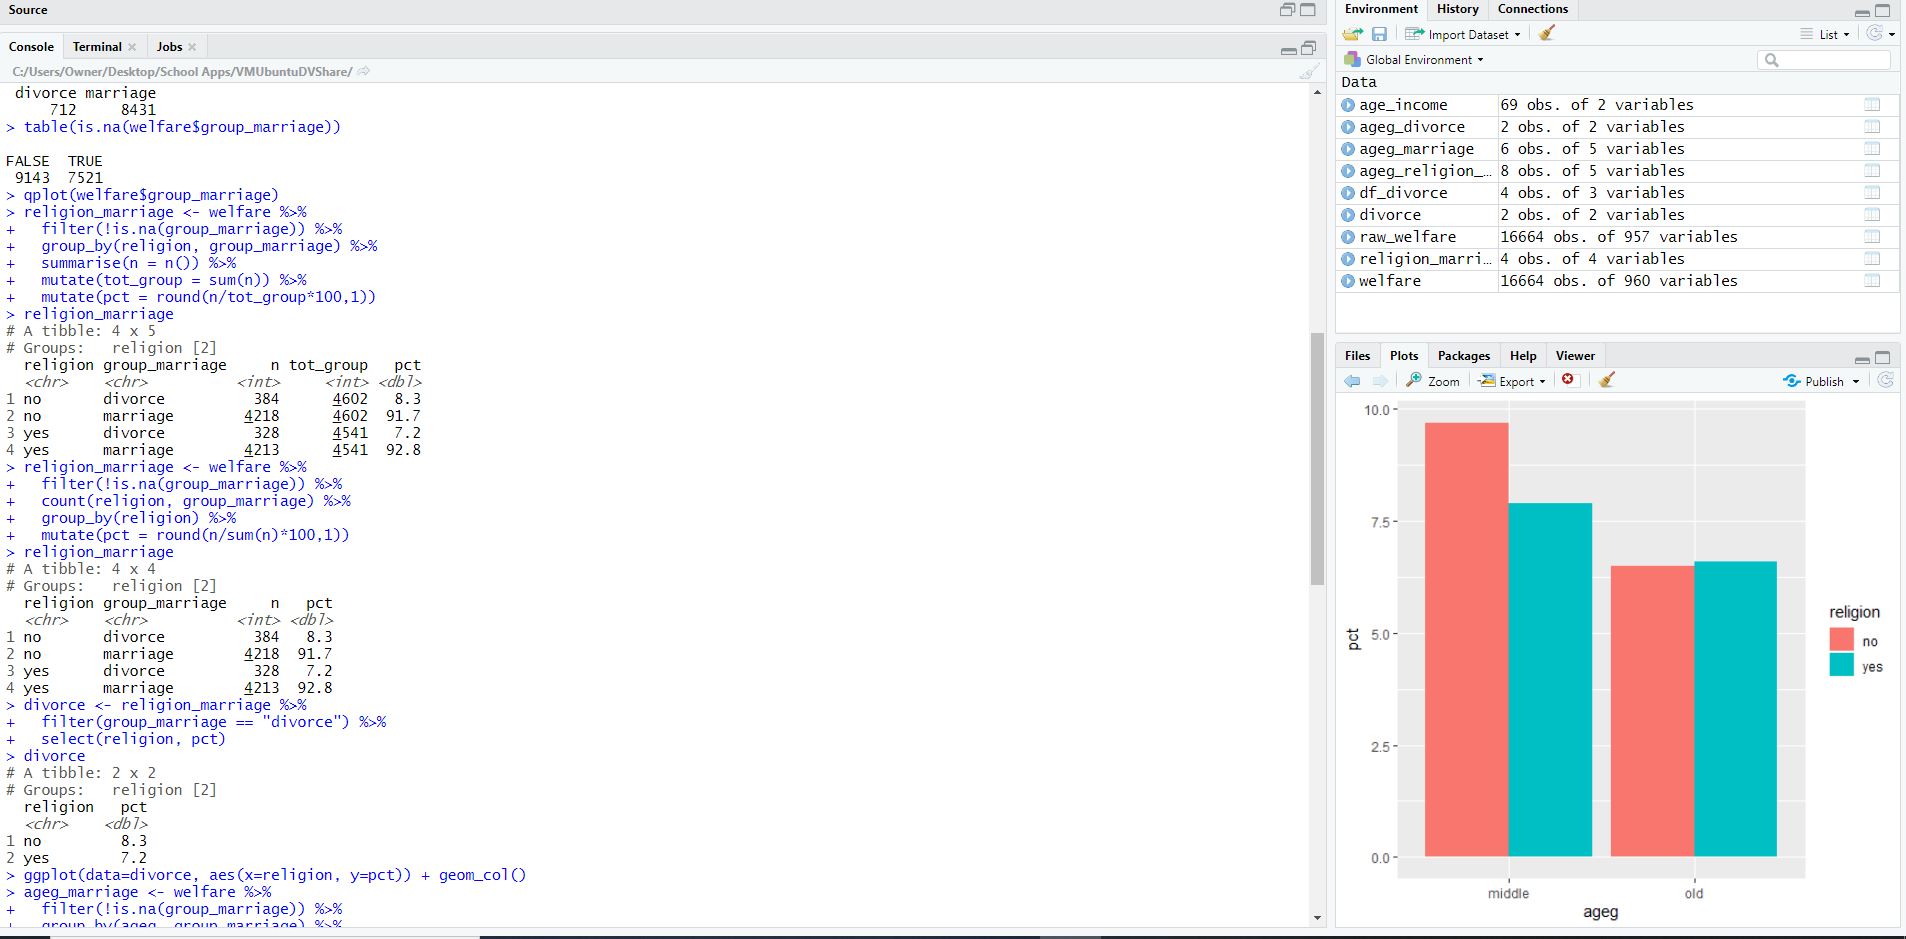 Source
Console Terminal Jobs
C:/Users/Owner/Desktop/School Apps/VMUbuntuDVShare/
divorce marriage
712 8431
> table(is.na(welfare$group_marriage))
FALSE TRUE
9143 7521
> qplot(welfare$group_marriage)
> religion_marriage <- welfare %>%
+ filter(!is.na(group_marriage)) %>%
+ group_by(religion, group_marriage) %>%
+ summarise(n = n()) %>%
+ mutate(tot_group = sum(n)) %>%
+ mutate(pct = round(n/tot_group*100,1))
> religion_marriage
# A tibble: 4 x 5
# Groups: religion [2]
religion group_marriage n tot_group pct
<chr> <chr> <int> <int> <dbl>
1 no divorce 384 4602 8.3
2 no marriage 4218 4602 91.7
3 yes divorce 328 4541 7.2
4 yes marriage 4213 4541 92.8
> religion_marriage <- welfare %>%
+ filter(!is.na(group_marriage)) %>%
+ count(religion, group_marriage) %>%
+ group_by(religion) %>%
+ mutate(pct = round(n/sum(n)*100,1))
> religion_marriage
# A tibble: 4 x 4
# Groups: religion [2]
religion group_marriage n pct
<chr> <chr> <int> <dbl>
1 no divorce 384 8.3
2 no marriage 4218 91.7
3 yes divorce 328 7.2
4 yes marriage 4213 92.8
> divorce <- religion_marriage %>%
+ filter(group_marriage == "divorce") %>%
+ select(religion, pct)
> divorce
# A tibble: 2 x 2
# Groups: religion [2]
religion pct
<chr> <dbl>
1 no 8.3
2 yes 7.2
> ggplot(data=divorce, aes(x=religion, y=pct)) + geom_col()
> ageg_marriage <- welfare %>%
+ filter(!is.na(group_marriage)) %>%
+ group_by(ageg, group_marriage) %>%
Environment History Connections
Import Dataset List
Global Environment
Data
age_income 69 obs. of 2 variables
ageg_divorce 2 obs. of 2 variables
ageg_marriage 6 obs. of 5 variables
ageg_religion_… 8 obs. of 5 variables
df_divorce 4 obs. of 3 variables
divorce 2 obs. of 2 variables
raw_welfare 16664 obs. of 957 variables
religion_marri… 4 obs. of 4 variables
welfare 16664 obs. of 960 variables
Files Plots Packages Help Viewer
Zoom Export Publish
10.0
7.5
5.0
2.5
0.0
pct
middle old
ageg
religion
no
yes